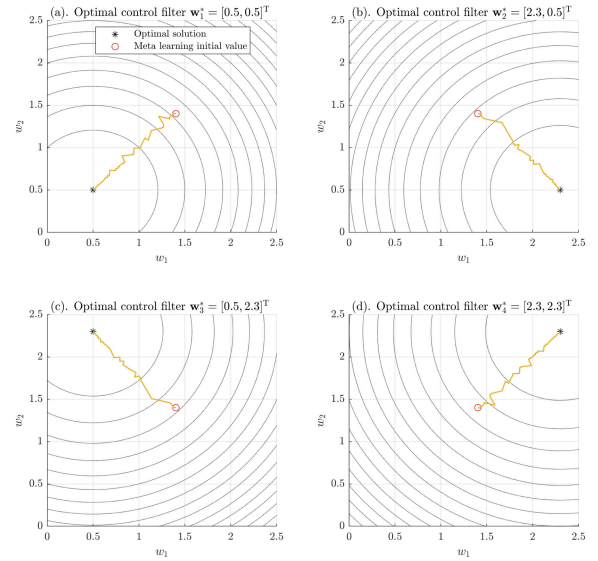 (a). Optimal control filter w₁* = [0.5, 0.5]ᵀ
(b). Optimal control filter w₂* = [2.3, 0.5]ᵀ
Optimal solution
Meta learning initial value
2.5
2
1.5
1
0.5
0
w₂
0 0.5 1 1.5 2 2.5
w₁
2.5
2
1.5
1
0.5
0
w₂
0 0.5 1 1.5 2 2.5
w₁
(c). Optimal control filter w₃* = [0.5, 2.3]ᵀ
(d). Optimal control filter w₄* = [2.3, 2.3]ᵀ
2.5
2
1.5
1
0.5
0
w₂
0 0.5 1 1.5 2 2.5
w₁
2.5
2
1.5
1
0.5
0
w₂
0 0.5 1 1.5 2 2.5
w₁